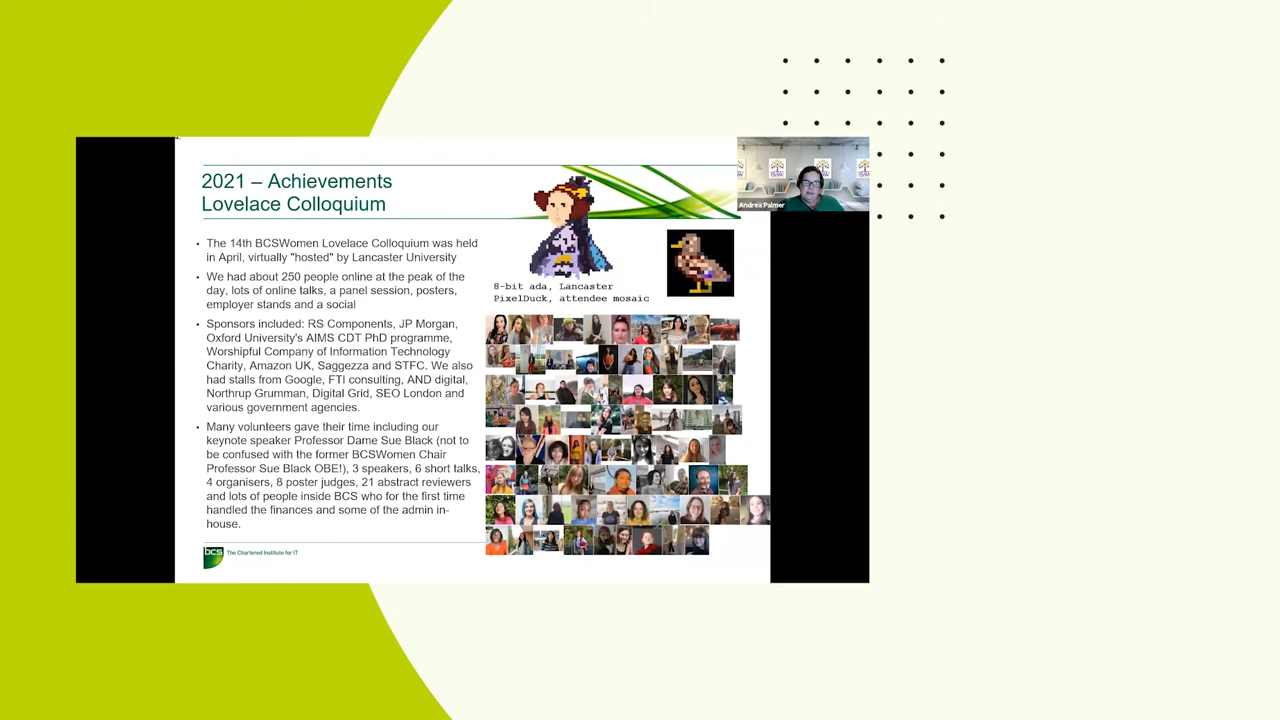 2021 – Achievements
Lovelace Colloquium
Andrea Palmer
• The 14th BCSWomen Lovelace Colloquium was held
in April, virtually "hosted" by Lancaster University
• We had about 250 people online at the peak of the
day, lots of online talks, a panel session, posters,
employer stands and a social
• Sponsors included: RS Components, JP Morgan,
Oxford University's AIMS CDT PhD programme,
Worshipful Company of Information Technology
Charity, Amazon UK, Saggezza and STFC. We also
had stalls from Google, FTI consulting, AND digital,
Northrup Grumman, Digital Grid, SEO London and
various government agencies.
• Many volunteers gave their time including our
keynote speaker Professor Dame Sue Black (not to
be confused with the former BCSWomen Chair
Professor Sue Black OBE!), 3 speakers, 6 short talks,
4 organisers, 8 poster judges, 21 abstract reviewers
and lots of people inside BCS who for the first time
handled the finances and some of the admin in-
house.
8-bit ada, Lancaster
PixelDuck, attendee mosaic
bcs
The Chartered Institute for IT